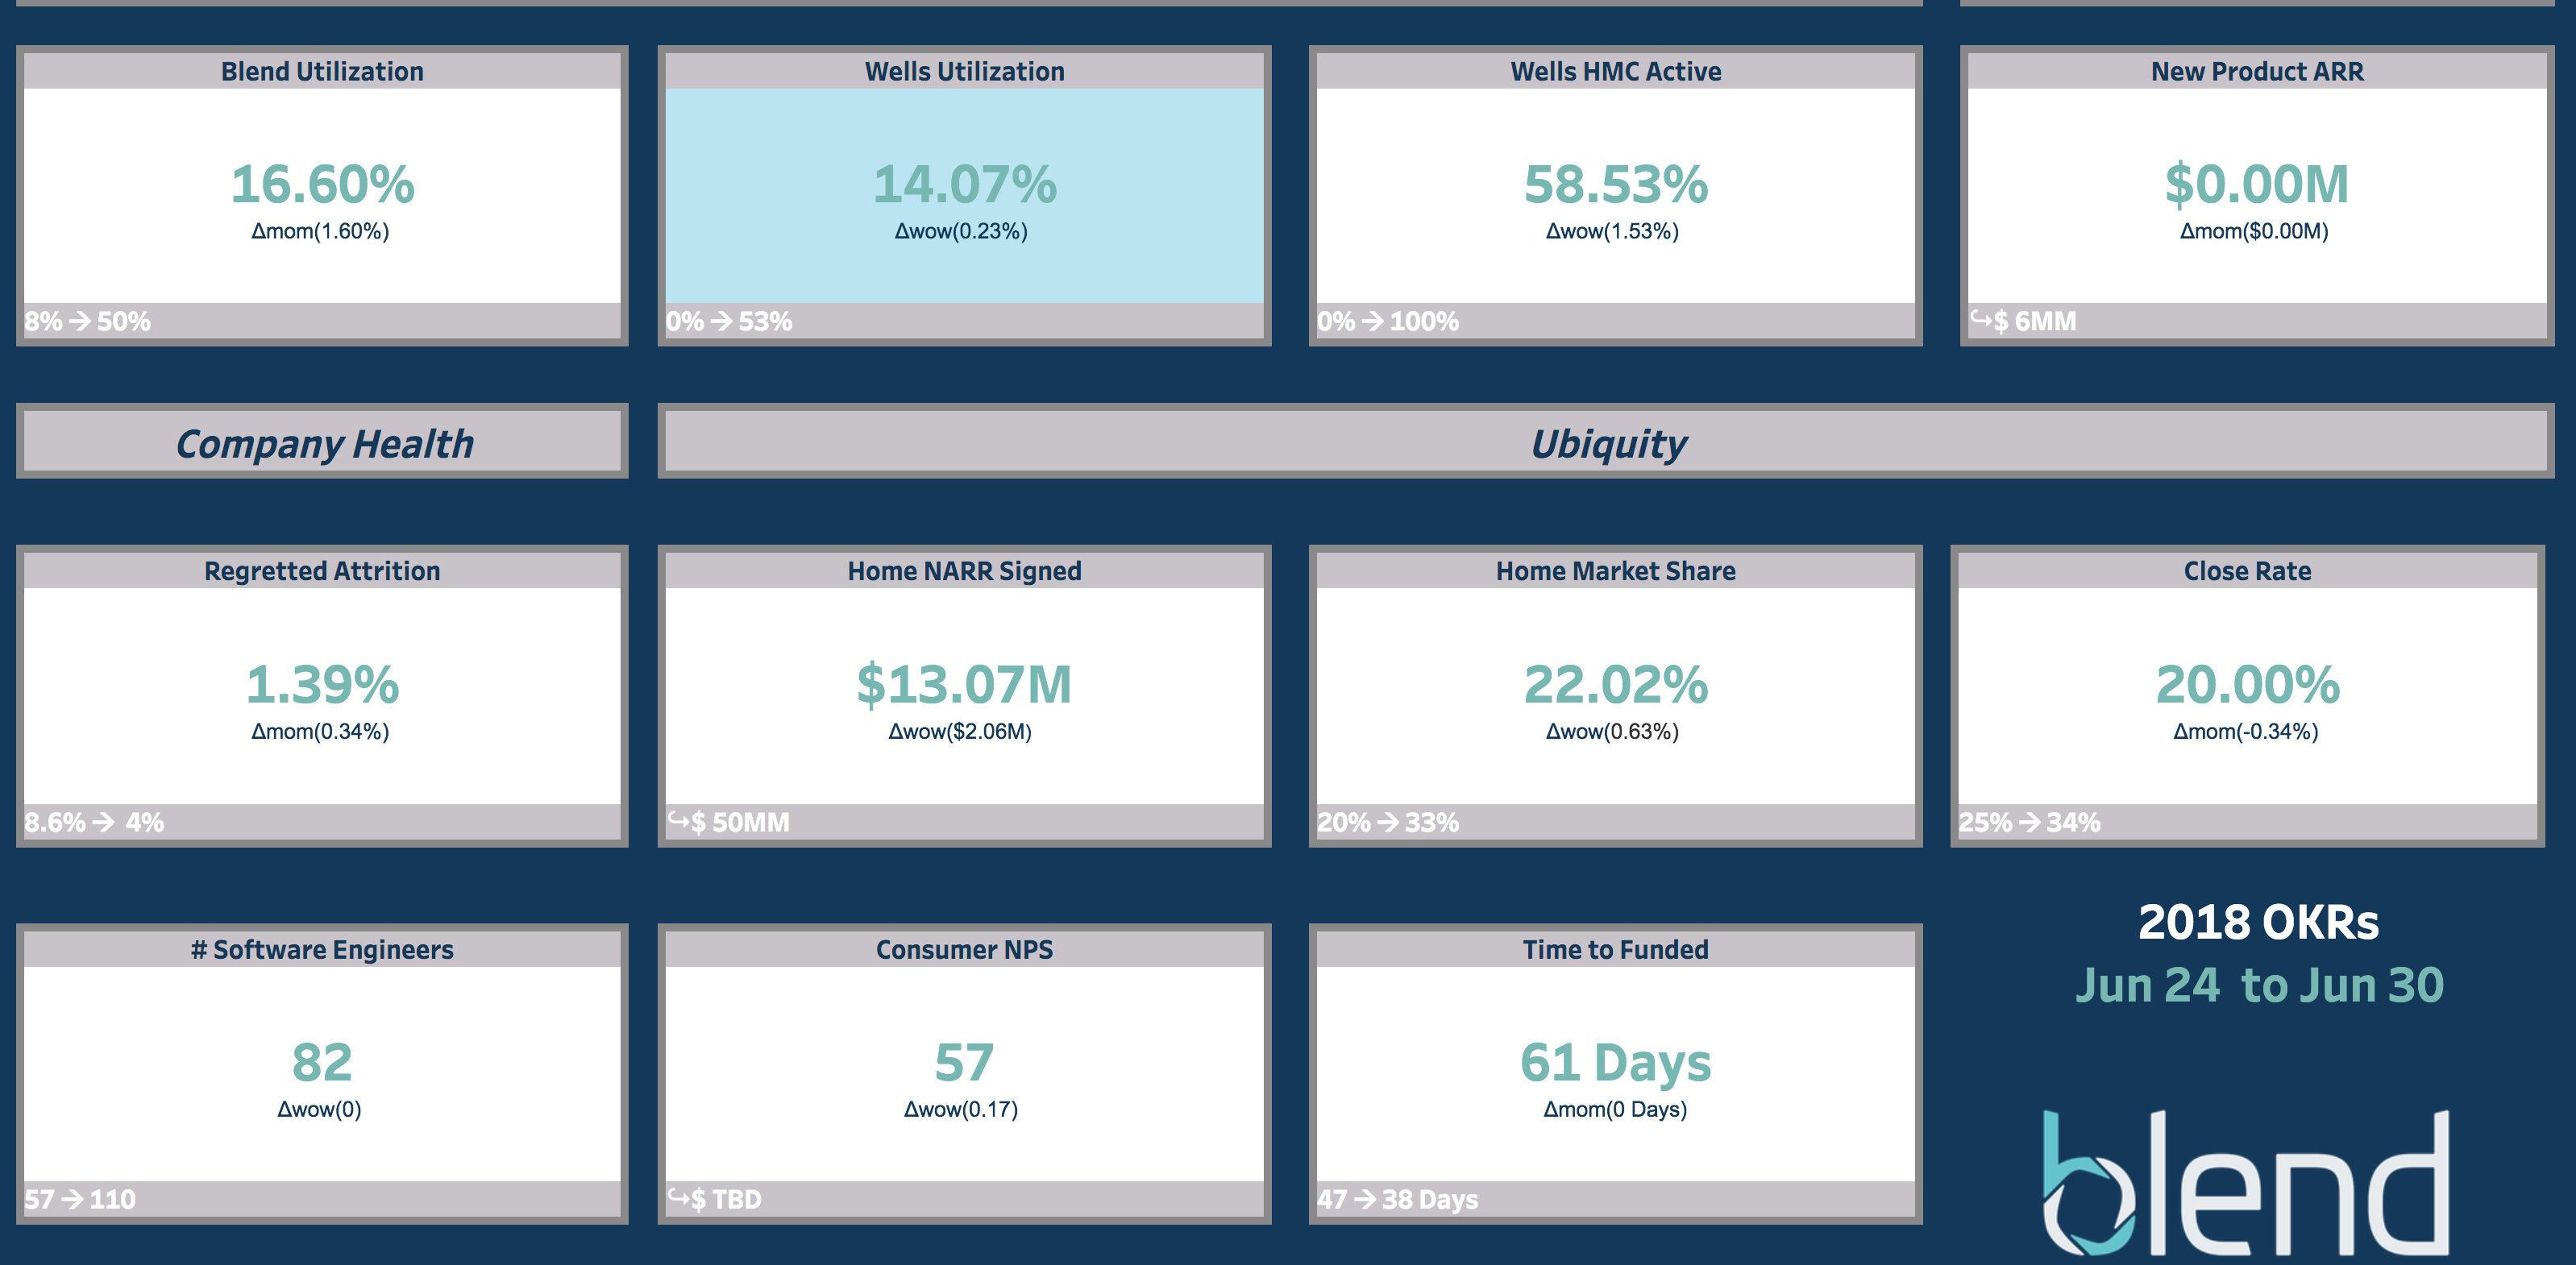 Blend Utilization
16.60%
Δmom(1.60%)
8% → 50%
Wells Utilization
14.07%
Δwow(0.23%)
0% → 53%
Wells HMC Active
58.53%
Δwow(1.53%)
0% → 100%
New Product ARR
$0.00M
Δmom($0.00M)
↪$ 6MM
Company Health
Ubiquity
Regretted Attrition
1.39%
Δmom(0.34%)
8.6% → 4%
Home NARR Signed
$13.07M
Δwow($2.06M)
↪$ 50MM
Home Market Share
22.02%
Δwow(0.63%)
20% → 33%
Close Rate
20.00%
Δmom(-0.34%)
25% → 34%
# Software Engineers
82
Δwow(0)
57 → 110
Consumer NPS
57
Δwow(0.17)
↪$ TBD
Time to Funded
61 Days
Δmom(0 Days)
47 → 38 Days
2018 OKRs
Jun 24 to Jun 30
blend